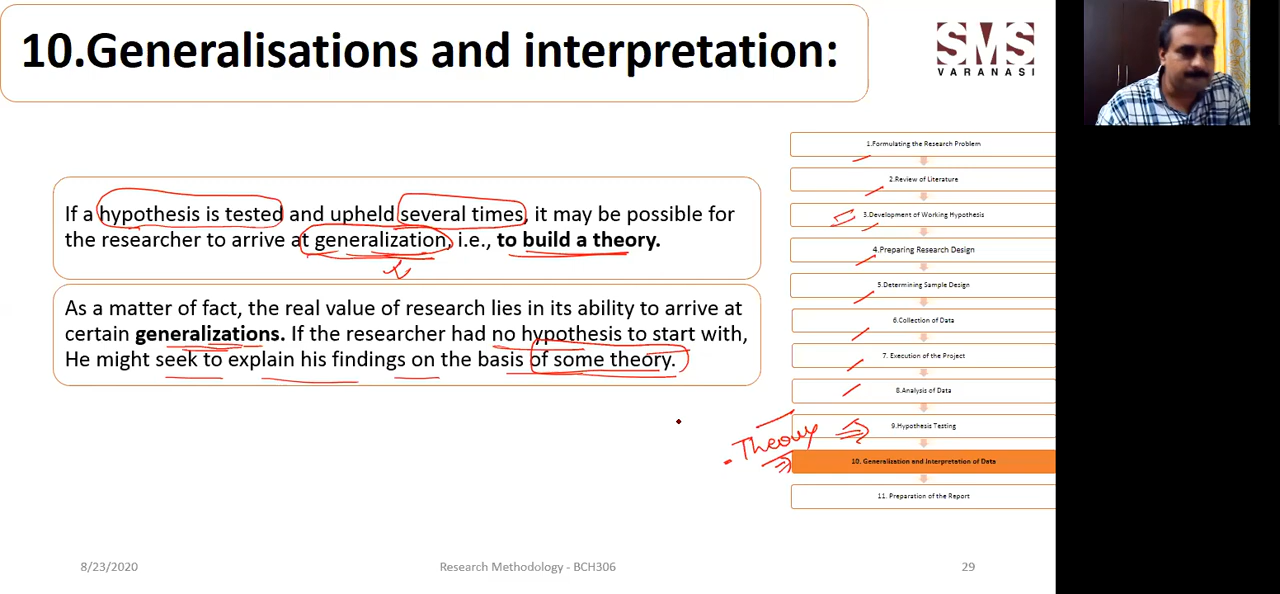 10.Generalisations and interpretation:
SMS
VARANASI
If a hypothesis is tested and upheld several times, it may be possible for
the researcher to arrive at generalization, i.e., to build a theory.
As a matter of fact, the real value of research lies in its ability to arrive at
certain generalizations. If the researcher had no hypothesis to start with,
He might seek to explain his findings on the basis of some theory.
1.Formulating the Research Problem
2.Review of Literature
3.Development of Working Hypothesis
4.Preparing Research Design
5.Determining Sample Design
6.Collection of Data
7. Execution of the Project
8.Analysis of Data
9.Hypothesis Testing
Theory
10. Generalization and Interpretation of Data
11. Preparation of the Report
8/23/2020
Research Methodology - BCH306
29